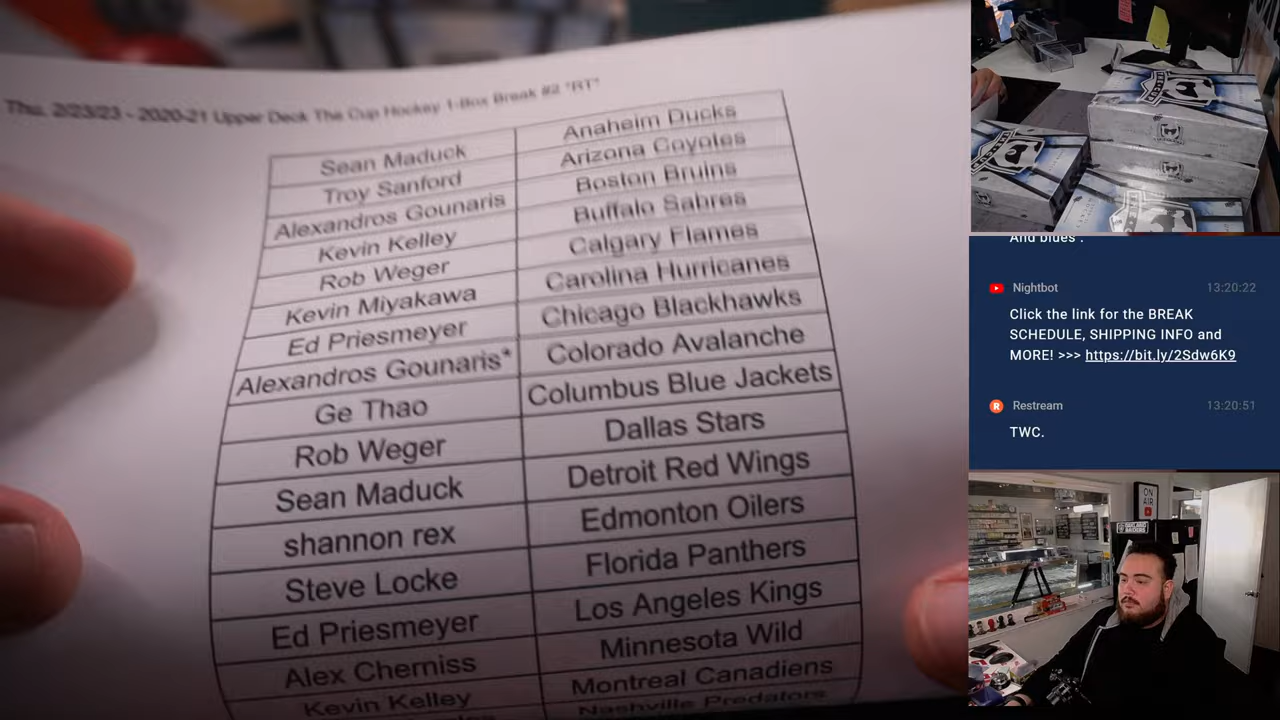 Thu. 2/23/23 - 2020-21 Upper Deck The Cup Hockey 1-Box Break #2 "RT"
Sean Maduck Anaheim Ducks
Troy Sanford Arizona Coyotes
Alexandros Gounaris Boston Bruins
Kevin Kelley Buffalo Sabres
Rob Weger Calgary Flames
Kevin Miyakawa Carolina Hurricanes
Ed Priesmeyer Chicago Blackhawks
Alexandros Gounaris* Colorado Avalanche
Ge Thao Columbus Blue Jackets
Rob Weger Dallas Stars
Sean Maduck Detroit Red Wings
shannon rex Edmonton Oilers
Steve Locke Florida Panthers
Ed Priesmeyer Los Angeles Kings
Alex Cherniss Minnesota Wild
Kevin Kelley Montreal Canadiens
Nashville Predators
And blues .
Nightbot 13:20:22
Click the link for the BREAK
SCHEDULE, SHIPPING INFO and
MORE! >>> https://bit.ly/2Sdw6K9
R Restream 13:20:51
TWC.
ON
AIR